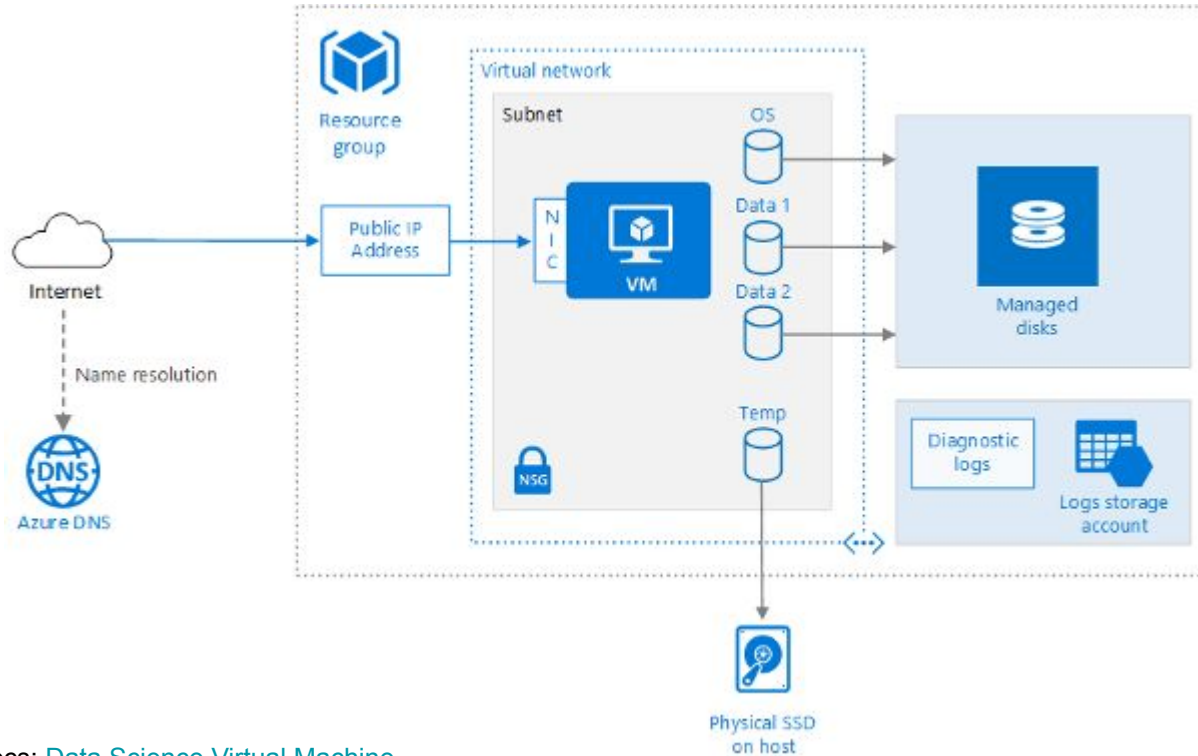 Resource
group
Virtual network
Subnet
OS
Data 1
Data 2
Temp
N
I
C
VM
NSG
Public IP
Address
Internet
Name resolution
DNS
Azure DNS
Managed
disks
Diagnostic
logs
Logs storage
account
Physical SSD
on host
Data Science Virtual Machine